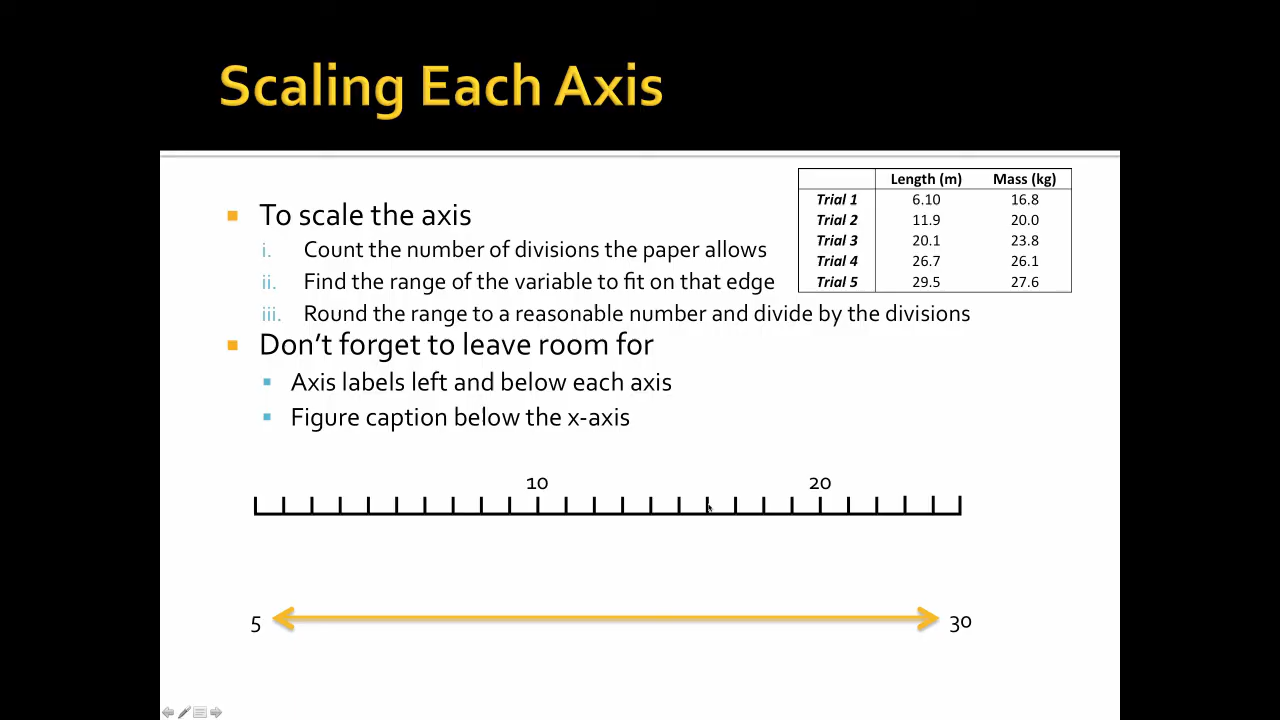 Scaling Each Axis
Length (m) Mass (kg)
Trial 1 6.10 16.8
Trial 2 11.9 20.0
Trial 3 20.1 23.8
Trial 4 26.7 26.1
Trial 5 29.5 27.6
To scale the axis
i. Count the number of divisions the paper allows
ii. Find the range of the variable to fit on that edge
iii. Round the range to a reasonable number and divide by the divisions
Don’t forget to leave room for
Axis labels left and below each axis
Figure caption below the x-axis
10 20
5 30